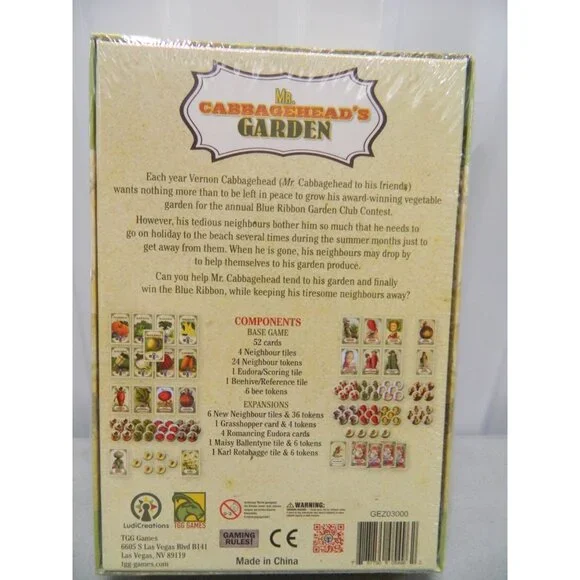 MR.
CABBAGEHEAD'S
GARDEN
Each year Vernon Cabbagehead (Mr. Cabbagehead to his friends)
wants nothing more than to be left in peace to grow his award-winning vegetable
garden for the annual Blue Ribbon Garden Club Contest.
However, his tedious neighbours bother him so much that he needs to
go on holiday to the beach several times during the summer months just to
get away from them. When he is gone, his neighbours may drop by
to help themselves to his garden produce.
Can you help Mr. Cabbagehead tend to his garden and finally
win the Blue Ribbon, while keeping his tiresome neighbours away?
COMPONENTS
BASE GAME
52 cards
4 Neighbour tiles
24 Neighbour tokens
1 Eudora/Scoring tile
1 Beehive/Reference tile
6 bee tokens
EXPANSIONS
6 New Neighbour tiles & 36 tokens
1 Grasshopper card & 4 tokens
4 Romancing Eudora cards
1 Maisy Ballentyne tile & 6 tokens
1 Karl Rotabagge tile & 6 tokens
LudiCreations
TGG GAMES
WARNING:
GEZ03000
TGG Games
6605 S Las Vegas Blvd B141
Las Vegas, NV 89119
tgg-games.com
GAMING
RULES!
CE
Made in China